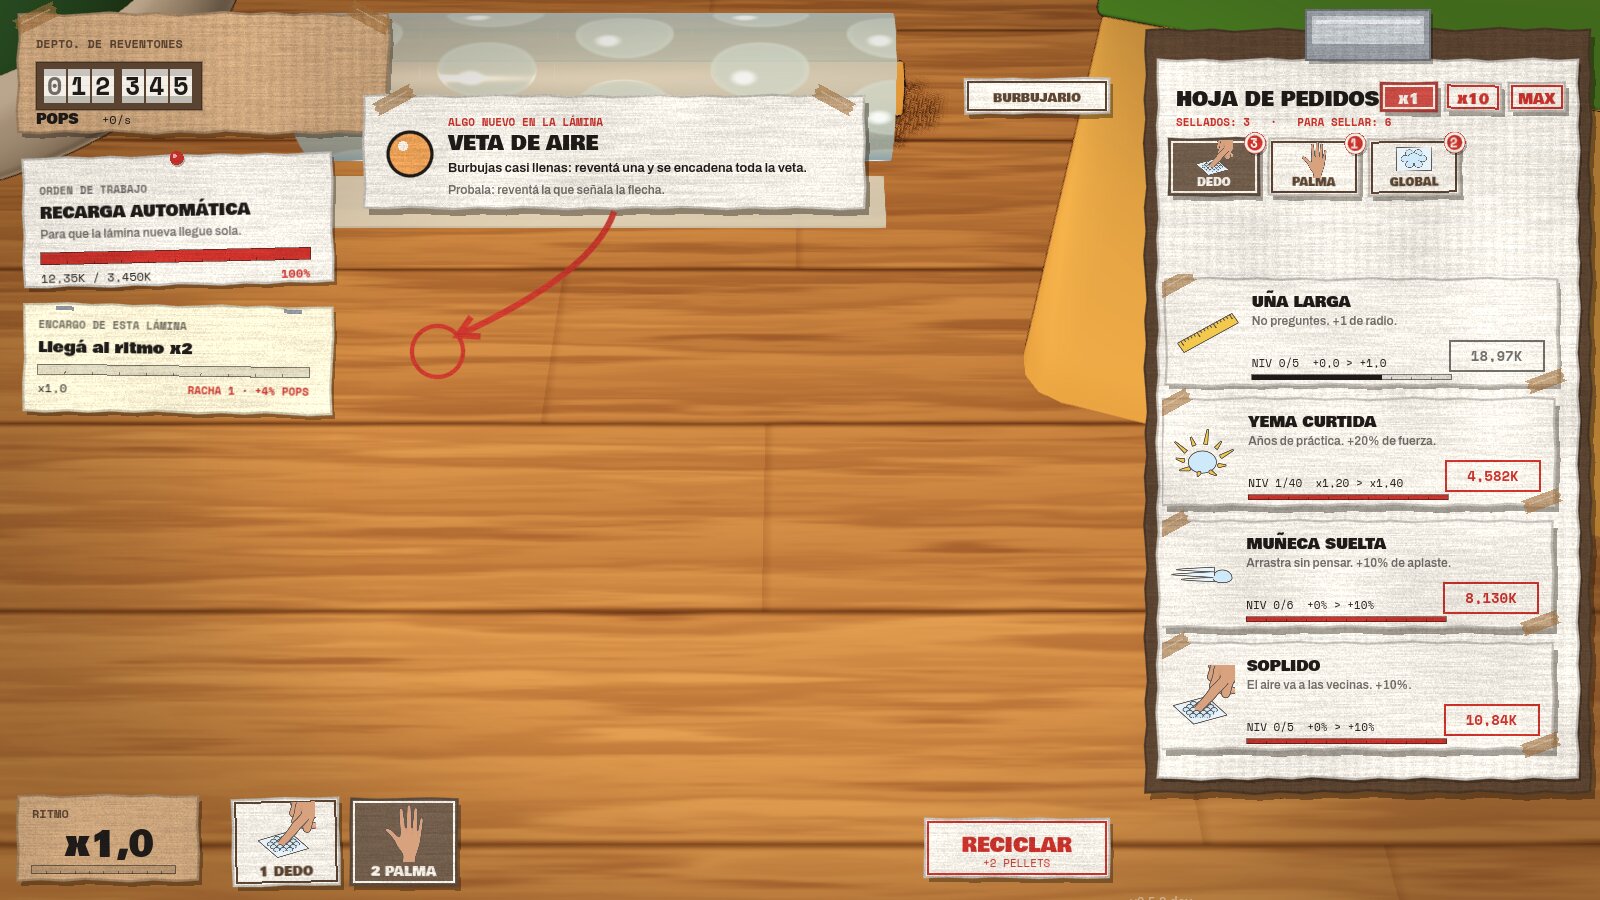 DEPTO. DE REVENTONES
012345
POPS +0/s
ORDEN DE TRABAJO
RECARGA AUTOMÁTICA
Para que la lámina nueva llegue sola.
12,35K / 3,450K 100%
ENCARGO DE ESTA LÁMINA
Llegá al ritmo x2
x1,0 RACHA 1 · +4% POPS
ALGO NUEVO EN LA LÁMINA
VETA DE AIRE
Burbujas casi llenas: reventá una y se encadena toda la veta.
Probala: reventá la que señala la flecha.
BURBUJARIO
HOJA DE PEDIDOS x1 x10 MAX
SELLADOS: 3 · PARA SELLAR: 6
3 1 2
DEDO PALMA GLOBAL
UÑA LARGA
No preguntes. +1 de radio.
NIV 0/5 +0,0 > +1,0 18,97K
YEMA CURTIDA
Años de práctica. +20% de fuerza.
NIV 1/40 x1,20 > x1,40 4,582K
MUÑECA SUELTA
Arrastra sin pensar. +10% de aplaste.
NIV 0/6 +0% > +10% 8,130K
SOPLIDO
El aire va a las vecinas. +10%.
NIV 0/5 +0% > +10% 10,84K
RITMO
x1,0
1 DEDO
2 PALMA
RECICLAR
+2 PELLETS